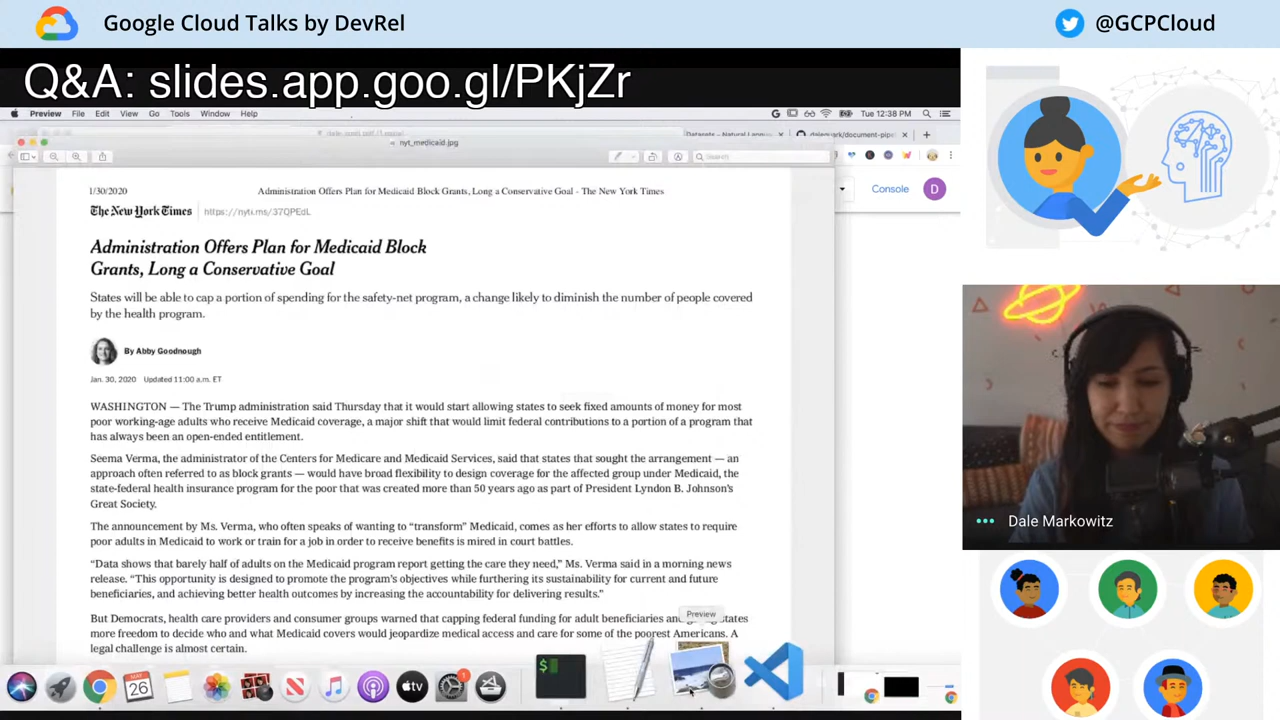 Google Cloud Talks by DevRel
@GCPCloud
Q&A: slides.app.goo.gl/PKjZr
Preview File Edit View Go Tools Window Help
Tue 12:38 PM
nyt_medicaid.jpg
Search
Console
D
1/30/2020 Administration Offers Plan for Medicaid Block Grants, Long a Conservative Goal - The New York Times
The New York Times https://nyti.ms/37QPEdL
Administration Offers Plan for Medicaid Block
Grants, Long a Conservative Goal
States will be able to cap a portion of spending for the safety-net program, a change likely to diminish the number of people covered
by the health program.
By Abby Goodnough
Jan. 30, 2020 Updated 11:00 a.m. ET
WASHINGTON — The Trump administration said Thursday that it would start allowing states to seek fixed amounts of money for most
poor working-age adults who receive Medicaid coverage, a major shift that would limit federal contributions to a portion of a program that
has always been an open-ended entitlement.
Seema Verma, the administrator of the Centers for Medicare and Medicaid Services, said that states that sought the arrangement — an
approach often referred to as block grants — would have broad flexibility to design coverage for the affected group under Medicaid, the
state-federal health insurance program for the poor that was created more than 50 years ago as part of President Lyndon B. Johnson's
Great Society.
The announcement by Ms. Verma, who often speaks of wanting to “transform” Medicaid, comes as her efforts to allow states to require
poor adults in Medicaid to work or train for a job in order to receive benefits is mired in court battles.
“Data shows that barely half of adults on the Medicaid program report getting the care they need,” Ms. Verma said in a morning news
release. “This opportunity is designed to promote the program's objectives while furthering its sustainability for current and future
beneficiaries, and achieving better health outcomes by increasing the accountability for delivering results.”
But Democrats, health care providers and consumer groups warned that capping federal funding for adult beneficiaries and states
more freedom to decide who and what Medicaid covers would jeopardize medical access and care for some of the poorest Americans. A
legal challenge is almost certain.
Preview
MAY
26
tv
1
$
Dale Markowitz